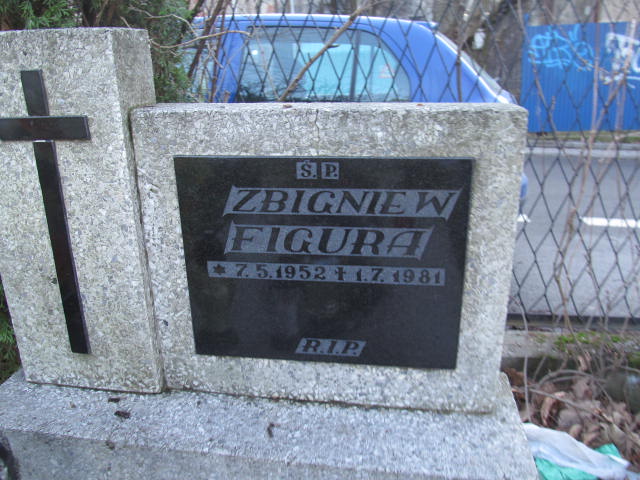 Ś.P.
ZBIGNIEW
FIGURA
* 7.5.1952 ✝ 1.7.1981
R.I.P.